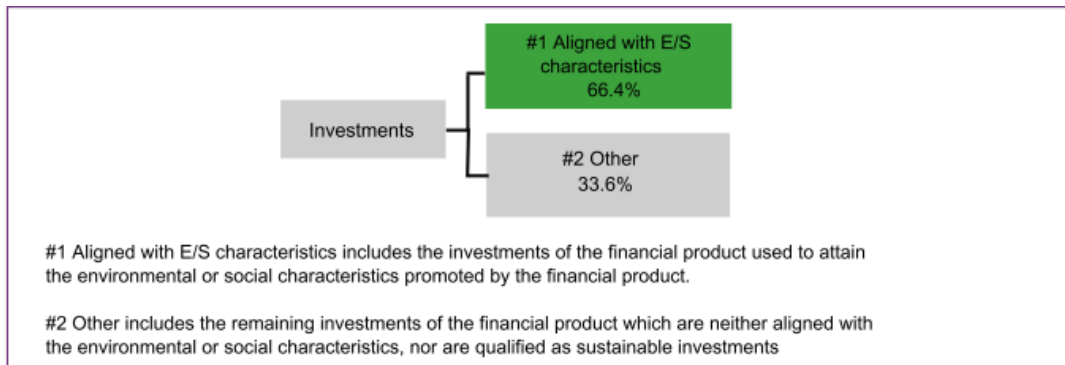 #1 Aligned with E/S
characteristics
66.4%
Investments
#2 Other
33.6%
#1 Aligned with E/S characteristics includes the investments of the financial product used to attain
the environmental or social characteristics promoted by the financial product.
#2 Other includes the remaining investments of the financial product which are neither aligned with
the environmental or social characteristics, nor are qualified as sustainable investments